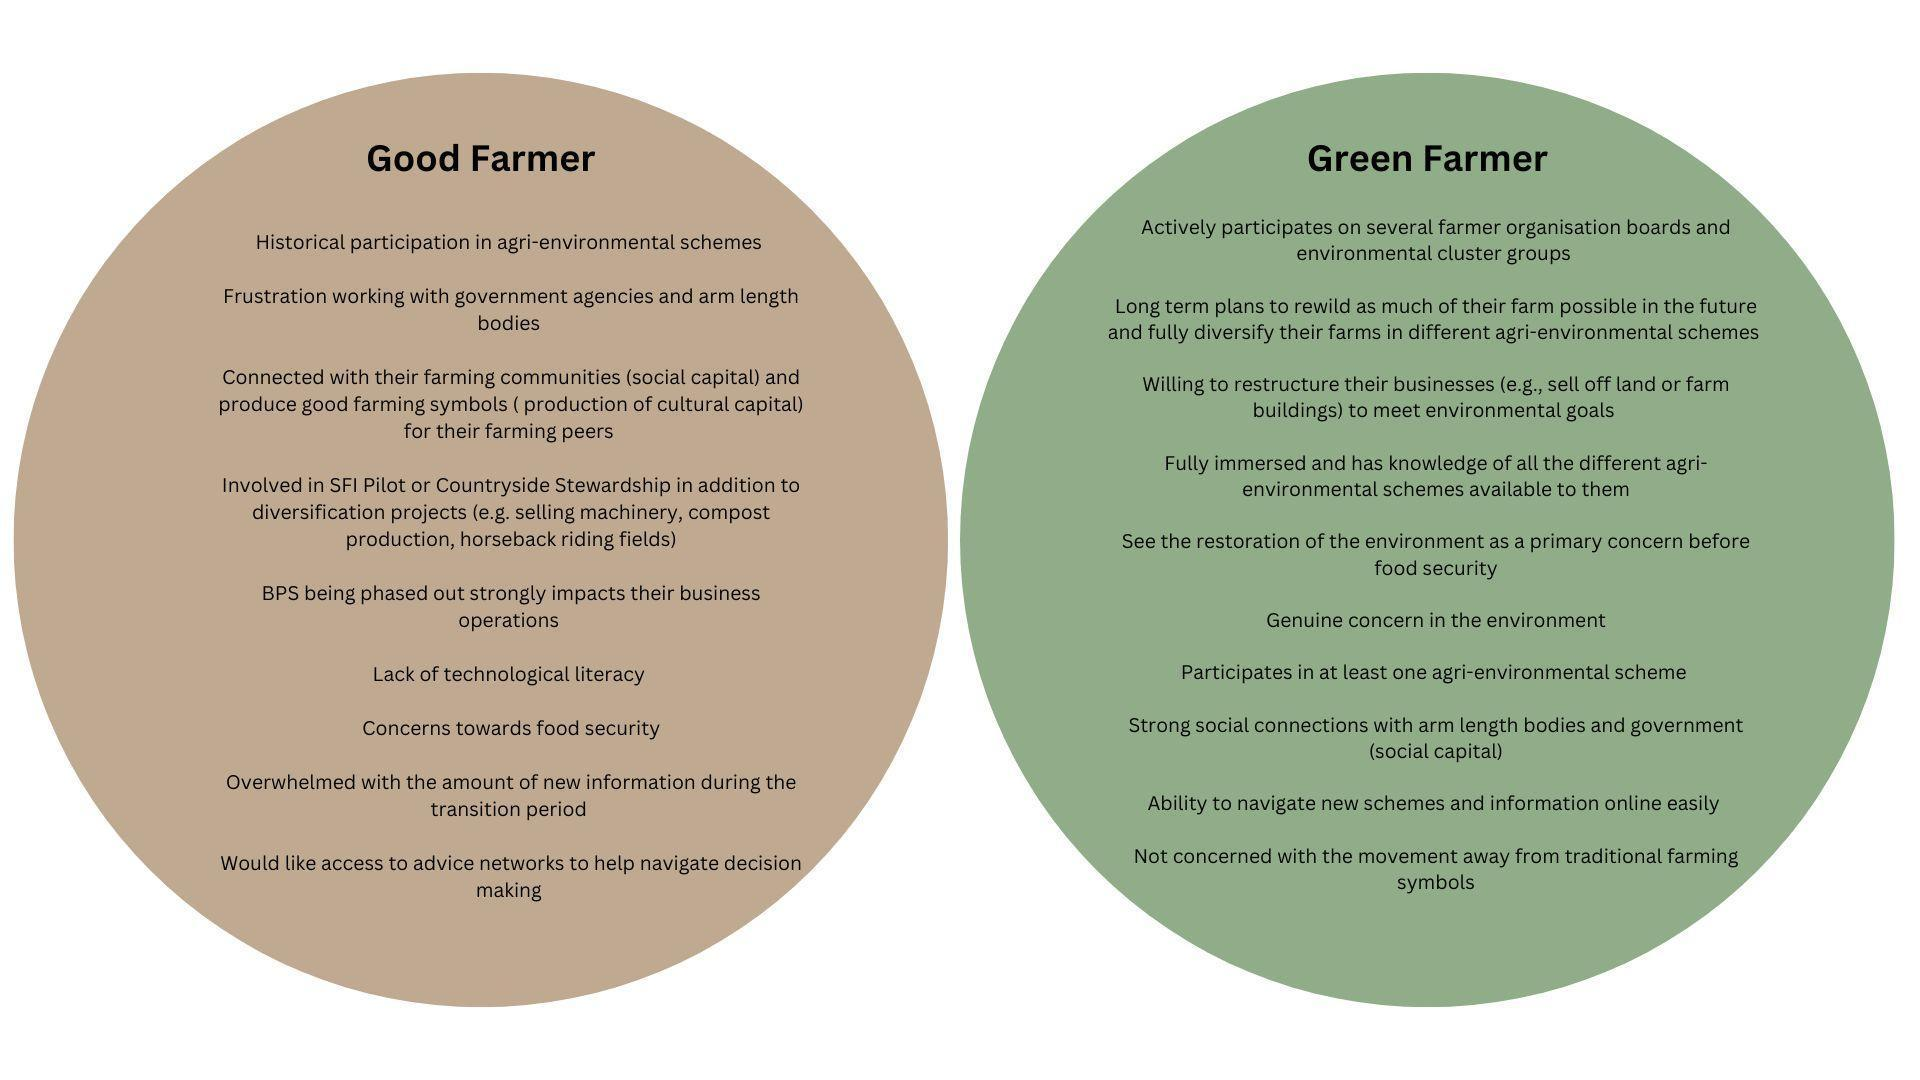 Good Farmer
Historical participation in agri-environmental schemes
Frustration working with government agencies and arm length
bodies
Connected with their farming communities (social capital) and
produce good farming symbols ( production of cultural capital)
for their farming peers
Involved in SFI Pilot or Countryside Stewardship in addition to
diversification projects (e.g. selling machinery, compost
production, horseback riding fields)
BPS being phased out strongly impacts their business
operations
Lack of technological literacy
Concerns towards food security
Overwhelmed with the amount of new information during the
transition period
Would like access to advice networks to help navigate decision
making
Green Farmer
Actively participates on several farmer organisation boards and
environmental cluster groups
Long term plans to rewild as much of their farm possible in the future
and fully diversify their farms in different agri-environmental schemes
Willing to restructure their businesses (e.g., sell off land or farm
buildings) to meet environmental goals
Fully immersed and has knowledge of all the different agri-
environmental schemes available to them
See the restoration of the environment as a primary concern before
food security
Genuine concern in the environment
Participates in at least one agri-environmental scheme
Strong social connections with arm length bodies and government
(social capital)
Ability to navigate new schemes and information online easily
Not concerned with the movement away from traditional farming
symbols